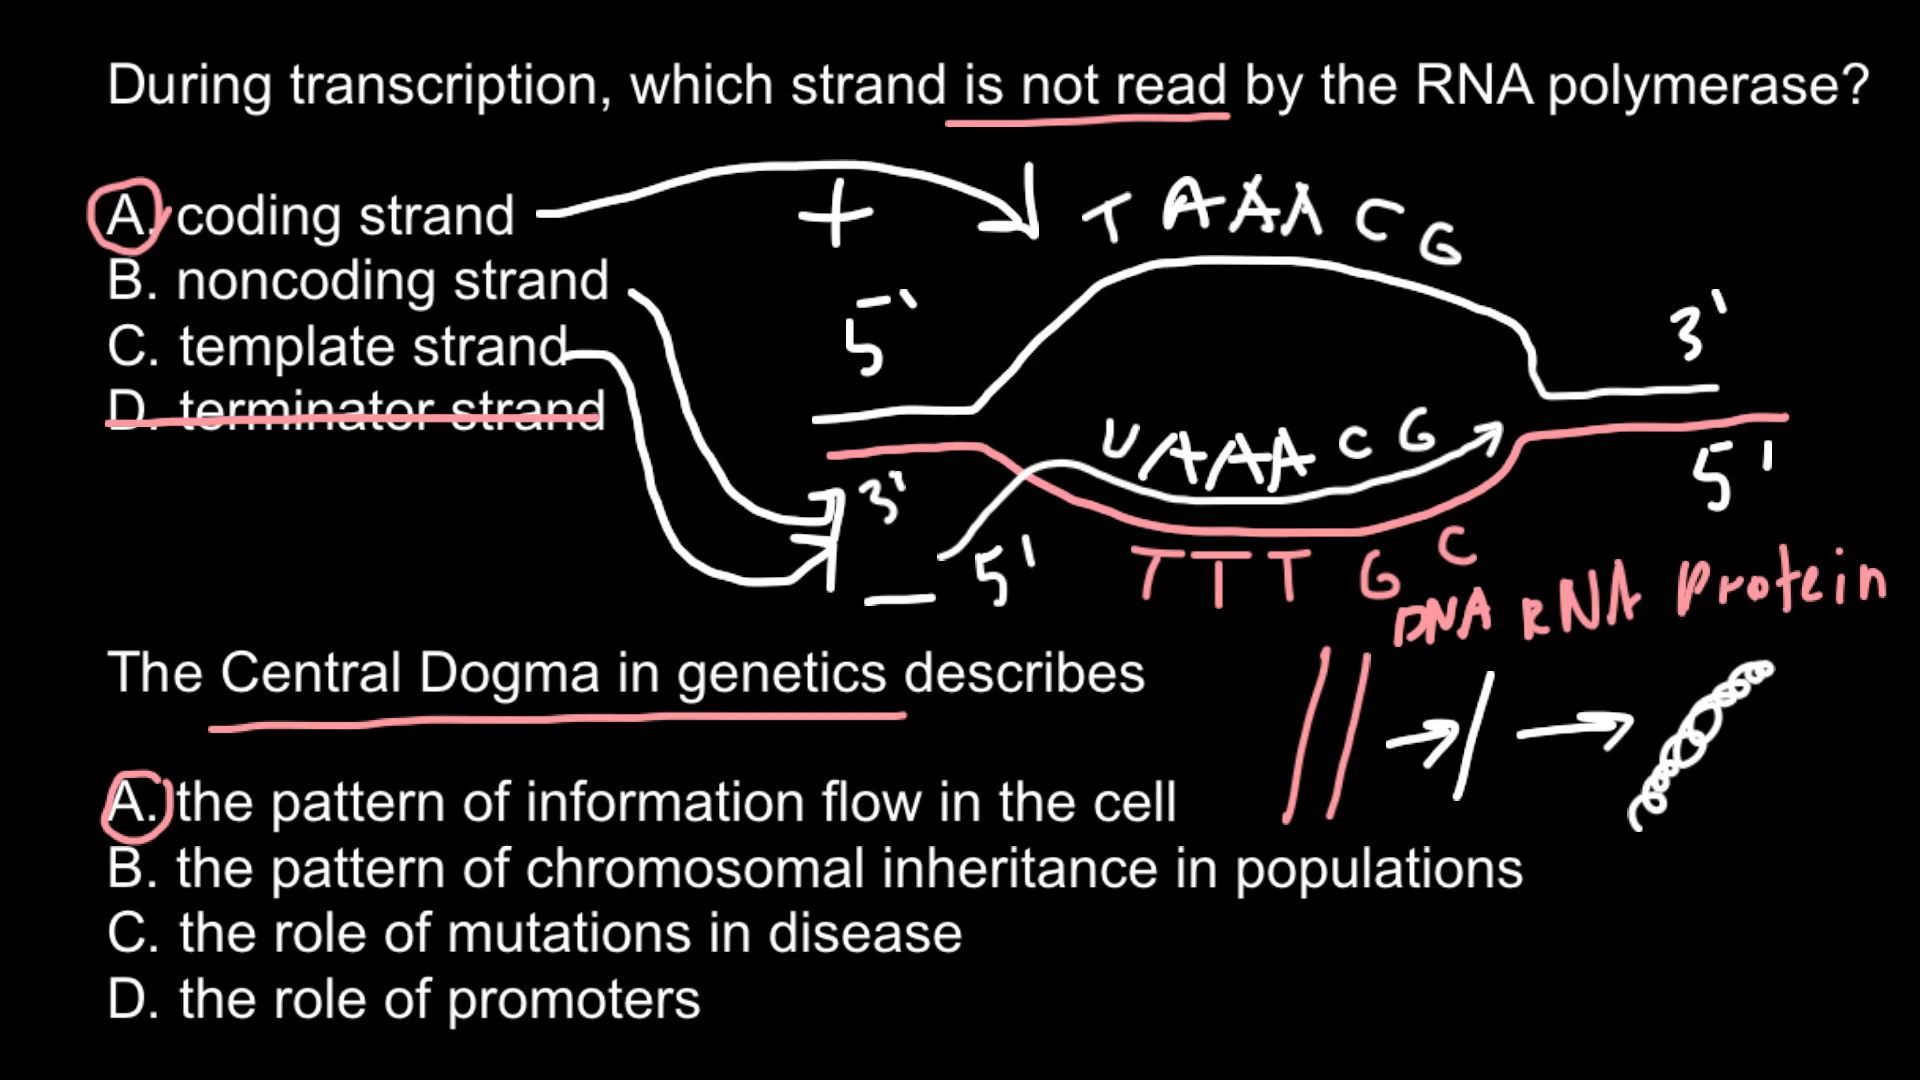 During transcription, which strand is not read by the RNA polymerase?
A. coding strand
B. noncoding strand
C. template strand
D. terminator strand
+
T A A A C G
5'
3'
U A A A C G
3'
5'
5'
T T T G C
DNA RNA Protein
The Central Dogma in genetics describes
A. the pattern of information flow in the cell
B. the pattern of chromosomal inheritance in populations
C. the role of mutations in disease
D. the role of promoters